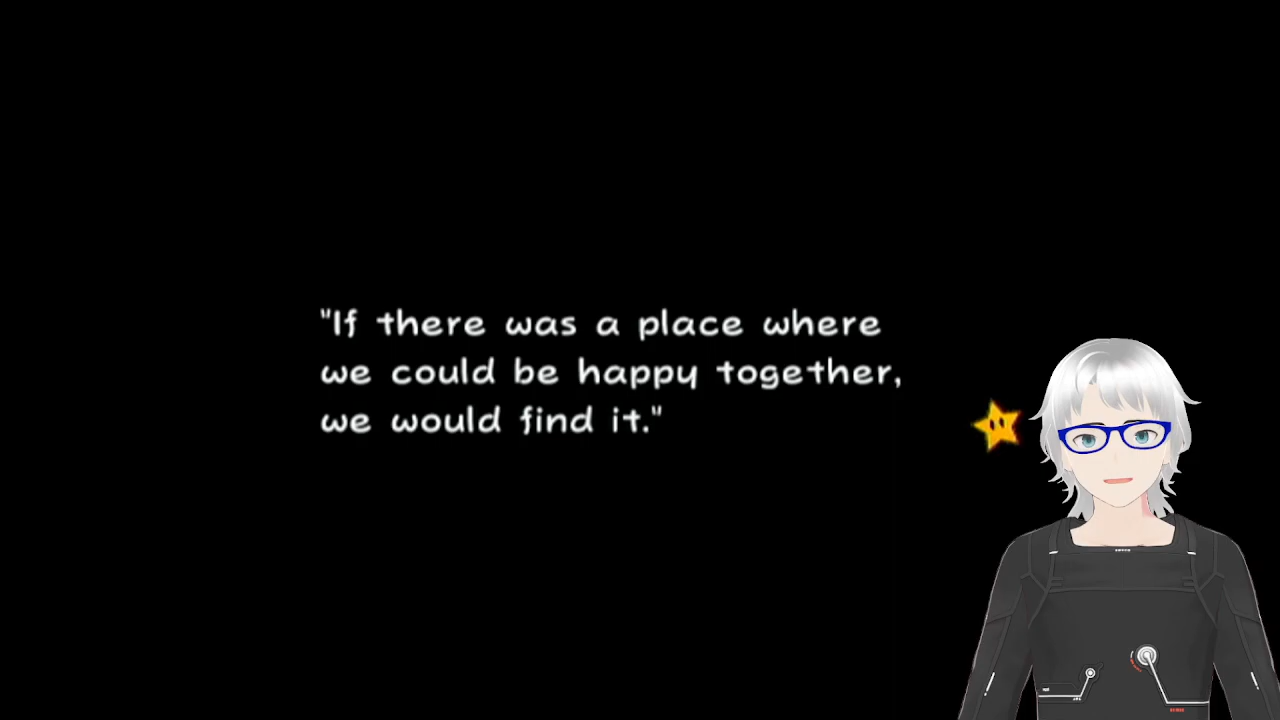 "If there was a place where
we could be happy together,
we would find it."